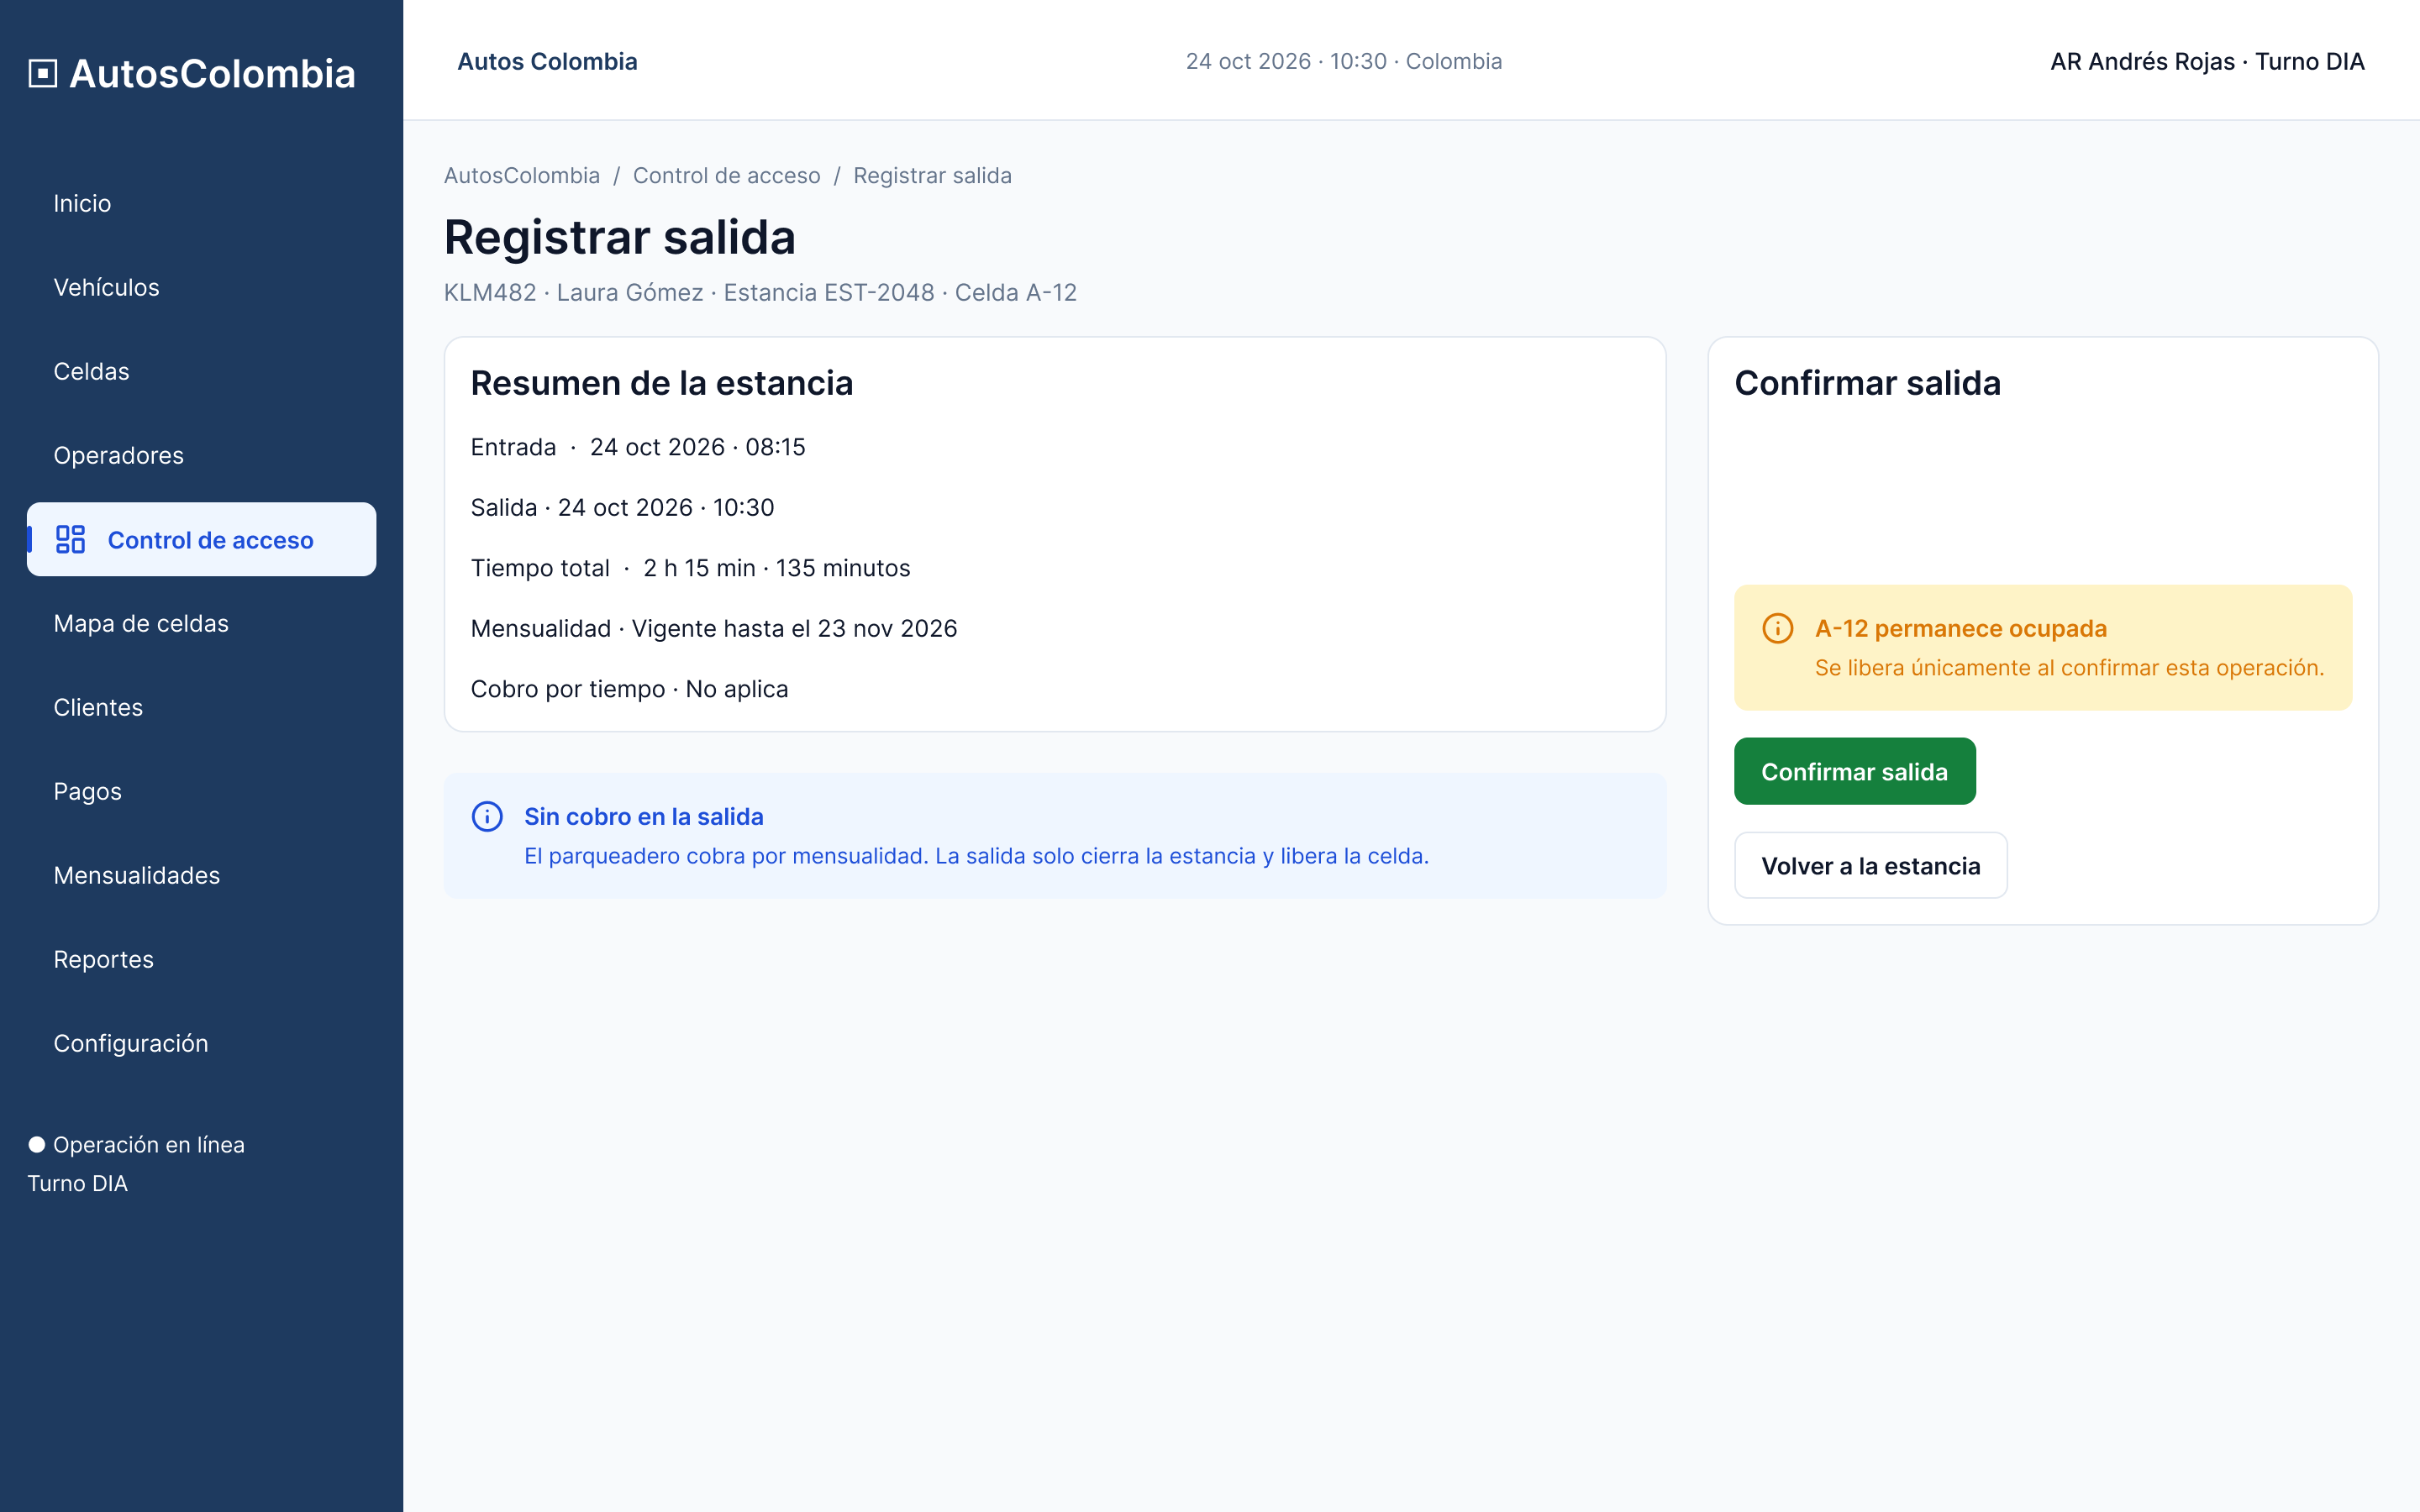 AutosColombia
Inicio
Vehículos
Celdas
Operadores
Control de acceso
Mapa de celdas
Clientes
Pagos
Mensualidades
Reportes
Configuración
Operación en línea
Turno DIA
Autos Colombia
24 oct 2026 · 10:30 · Colombia
AR Andrés Rojas · Turno DIA
AutosColombia / Control de acceso / Registrar salida
Registrar salida
KLM482 · Laura Gómez · Estancia EST-2048 · Celda A-12
Resumen de la estancia
Entrada · 24 oct 2026 · 08:15
Salida · 24 oct 2026 · 10:30
Tiempo total · 2 h 15 min · 135 minutos
Mensualidad · Vigente hasta el 23 nov 2026
Cobro por tiempo · No aplica
Sin cobro en la salida
El parqueadero cobra por mensualidad. La salida solo cierra la estancia y libera la celda.
Confirmar salida
A-12 permanece ocupada
Se libera únicamente al confirmar esta operación.
Confirmar salida
Volver a la estancia